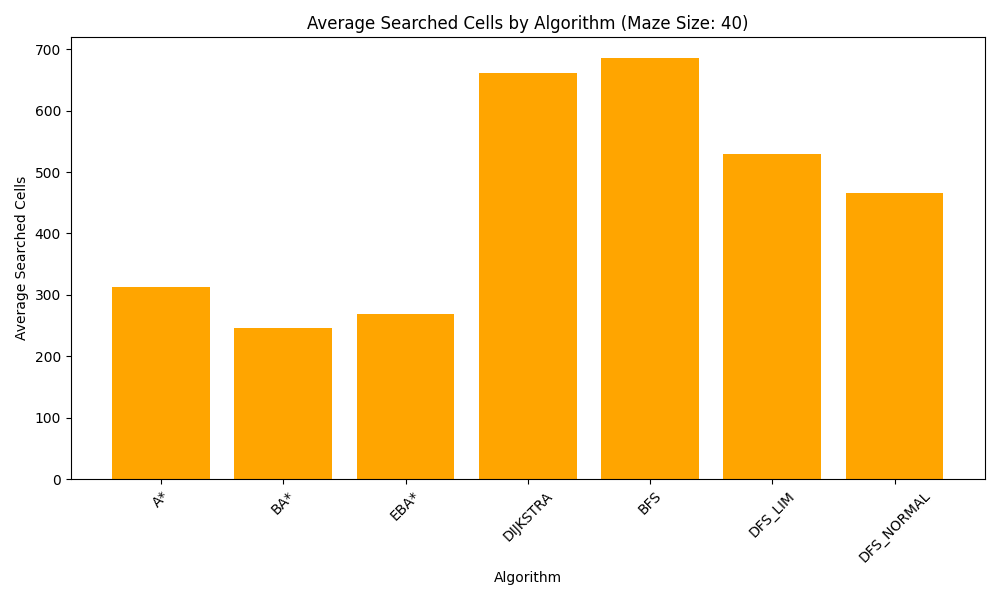 Average Searched Cells by Algorithm (Maze Size: 40)
Average Searched Cells
700
600
500
400
300
200
100
0
A*
BA*
EBA*
DIJKSTRA
BFS
DFS_LIM
DFS_NORMAL
Algorithm